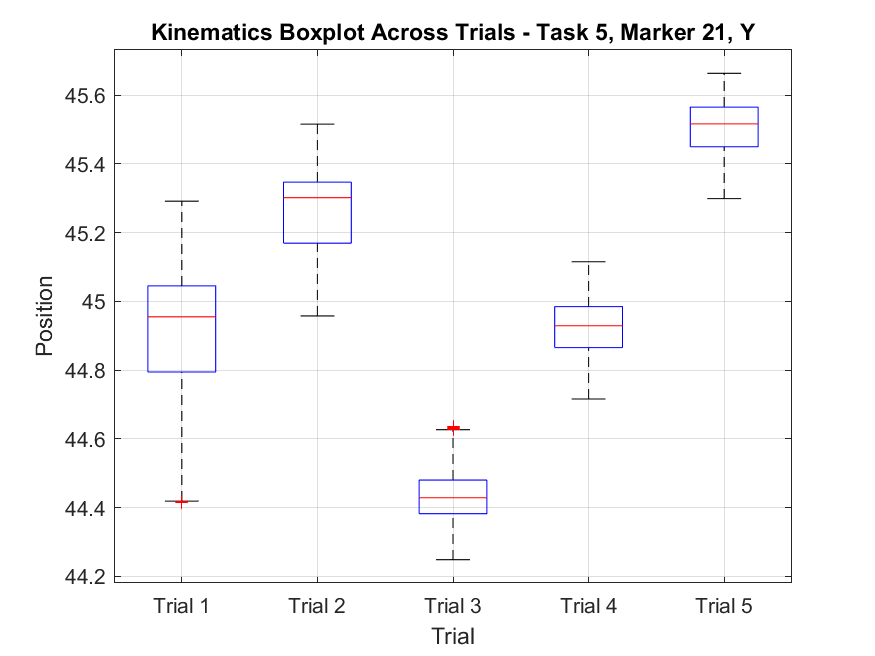 Kinematics Boxplot Across Trials - Task 5, Marker 21, Y
45.6
45.4
45.2
45
44.8
44.6
44.4
44.2
Position
Trial 1 Trial 2 Trial 3 Trial 4 Trial 5
Trial